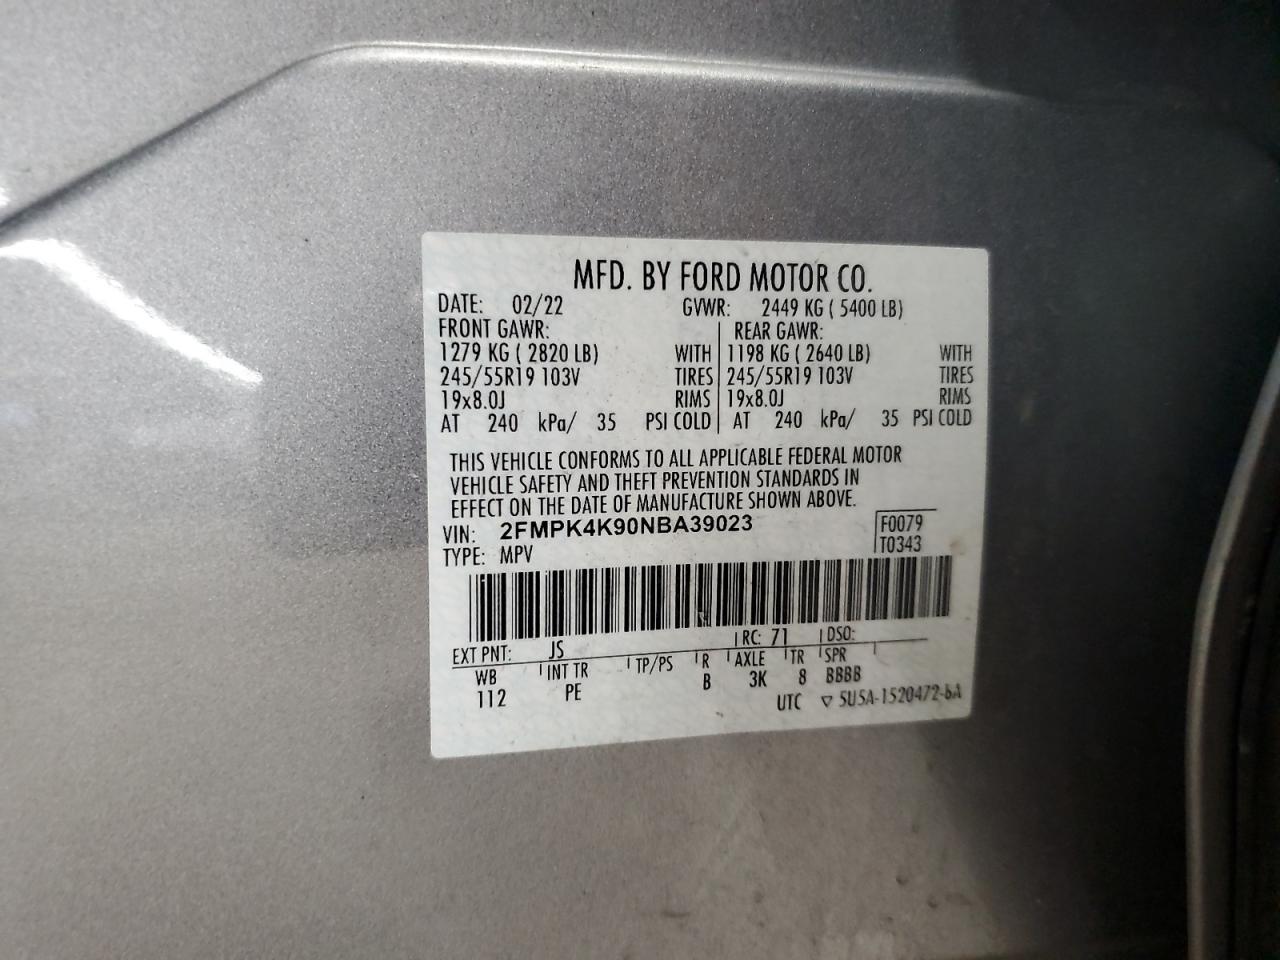 MFD. BY FORD MOTOR CO.
DATE: 02/22 GVWR: 2449 KG ( 5400 LB)
FRONT GAWR: REAR GAWR:
1279 KG ( 2820 LB) WITH 1198 KG ( 2640 LB) WITH
245/55R19 103V TIRES 245/55R19 103V TIRES
19x8.0J RIMS 19x8.0J RIMS
AT 240 kPa/ 35 PSI COLD AT 240 kPa/ 35 PSI COLD
THIS VEHICLE CONFORMS TO ALL APPLICABLE FEDERAL MOTOR
VEHICLE SAFETY AND THEFT PREVENTION STANDARDS IN
EFFECT ON THE DATE OF MANUFACTURE SHOWN ABOVE.
VIN: 2FMPK4K90NBA39023 F0079
TYPE: MPV T0343
EXT PNT: JS RC: 71 DSO:
WB INT TR TP/PS R AXLE TR SPR
112 PE B 3K 8 BBBB
UTC ▽ 5U5A-1520472-bA